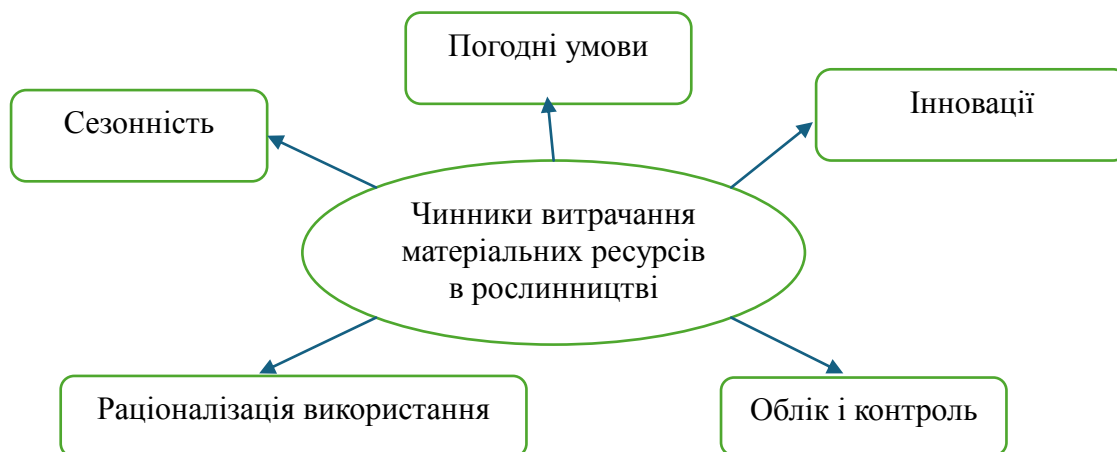 Погодні умови
Сезонність
Інновації
Чинники витрачання
матеріальних ресурсів
в рослинництві
Раціоналізація використання
Облік і контроль